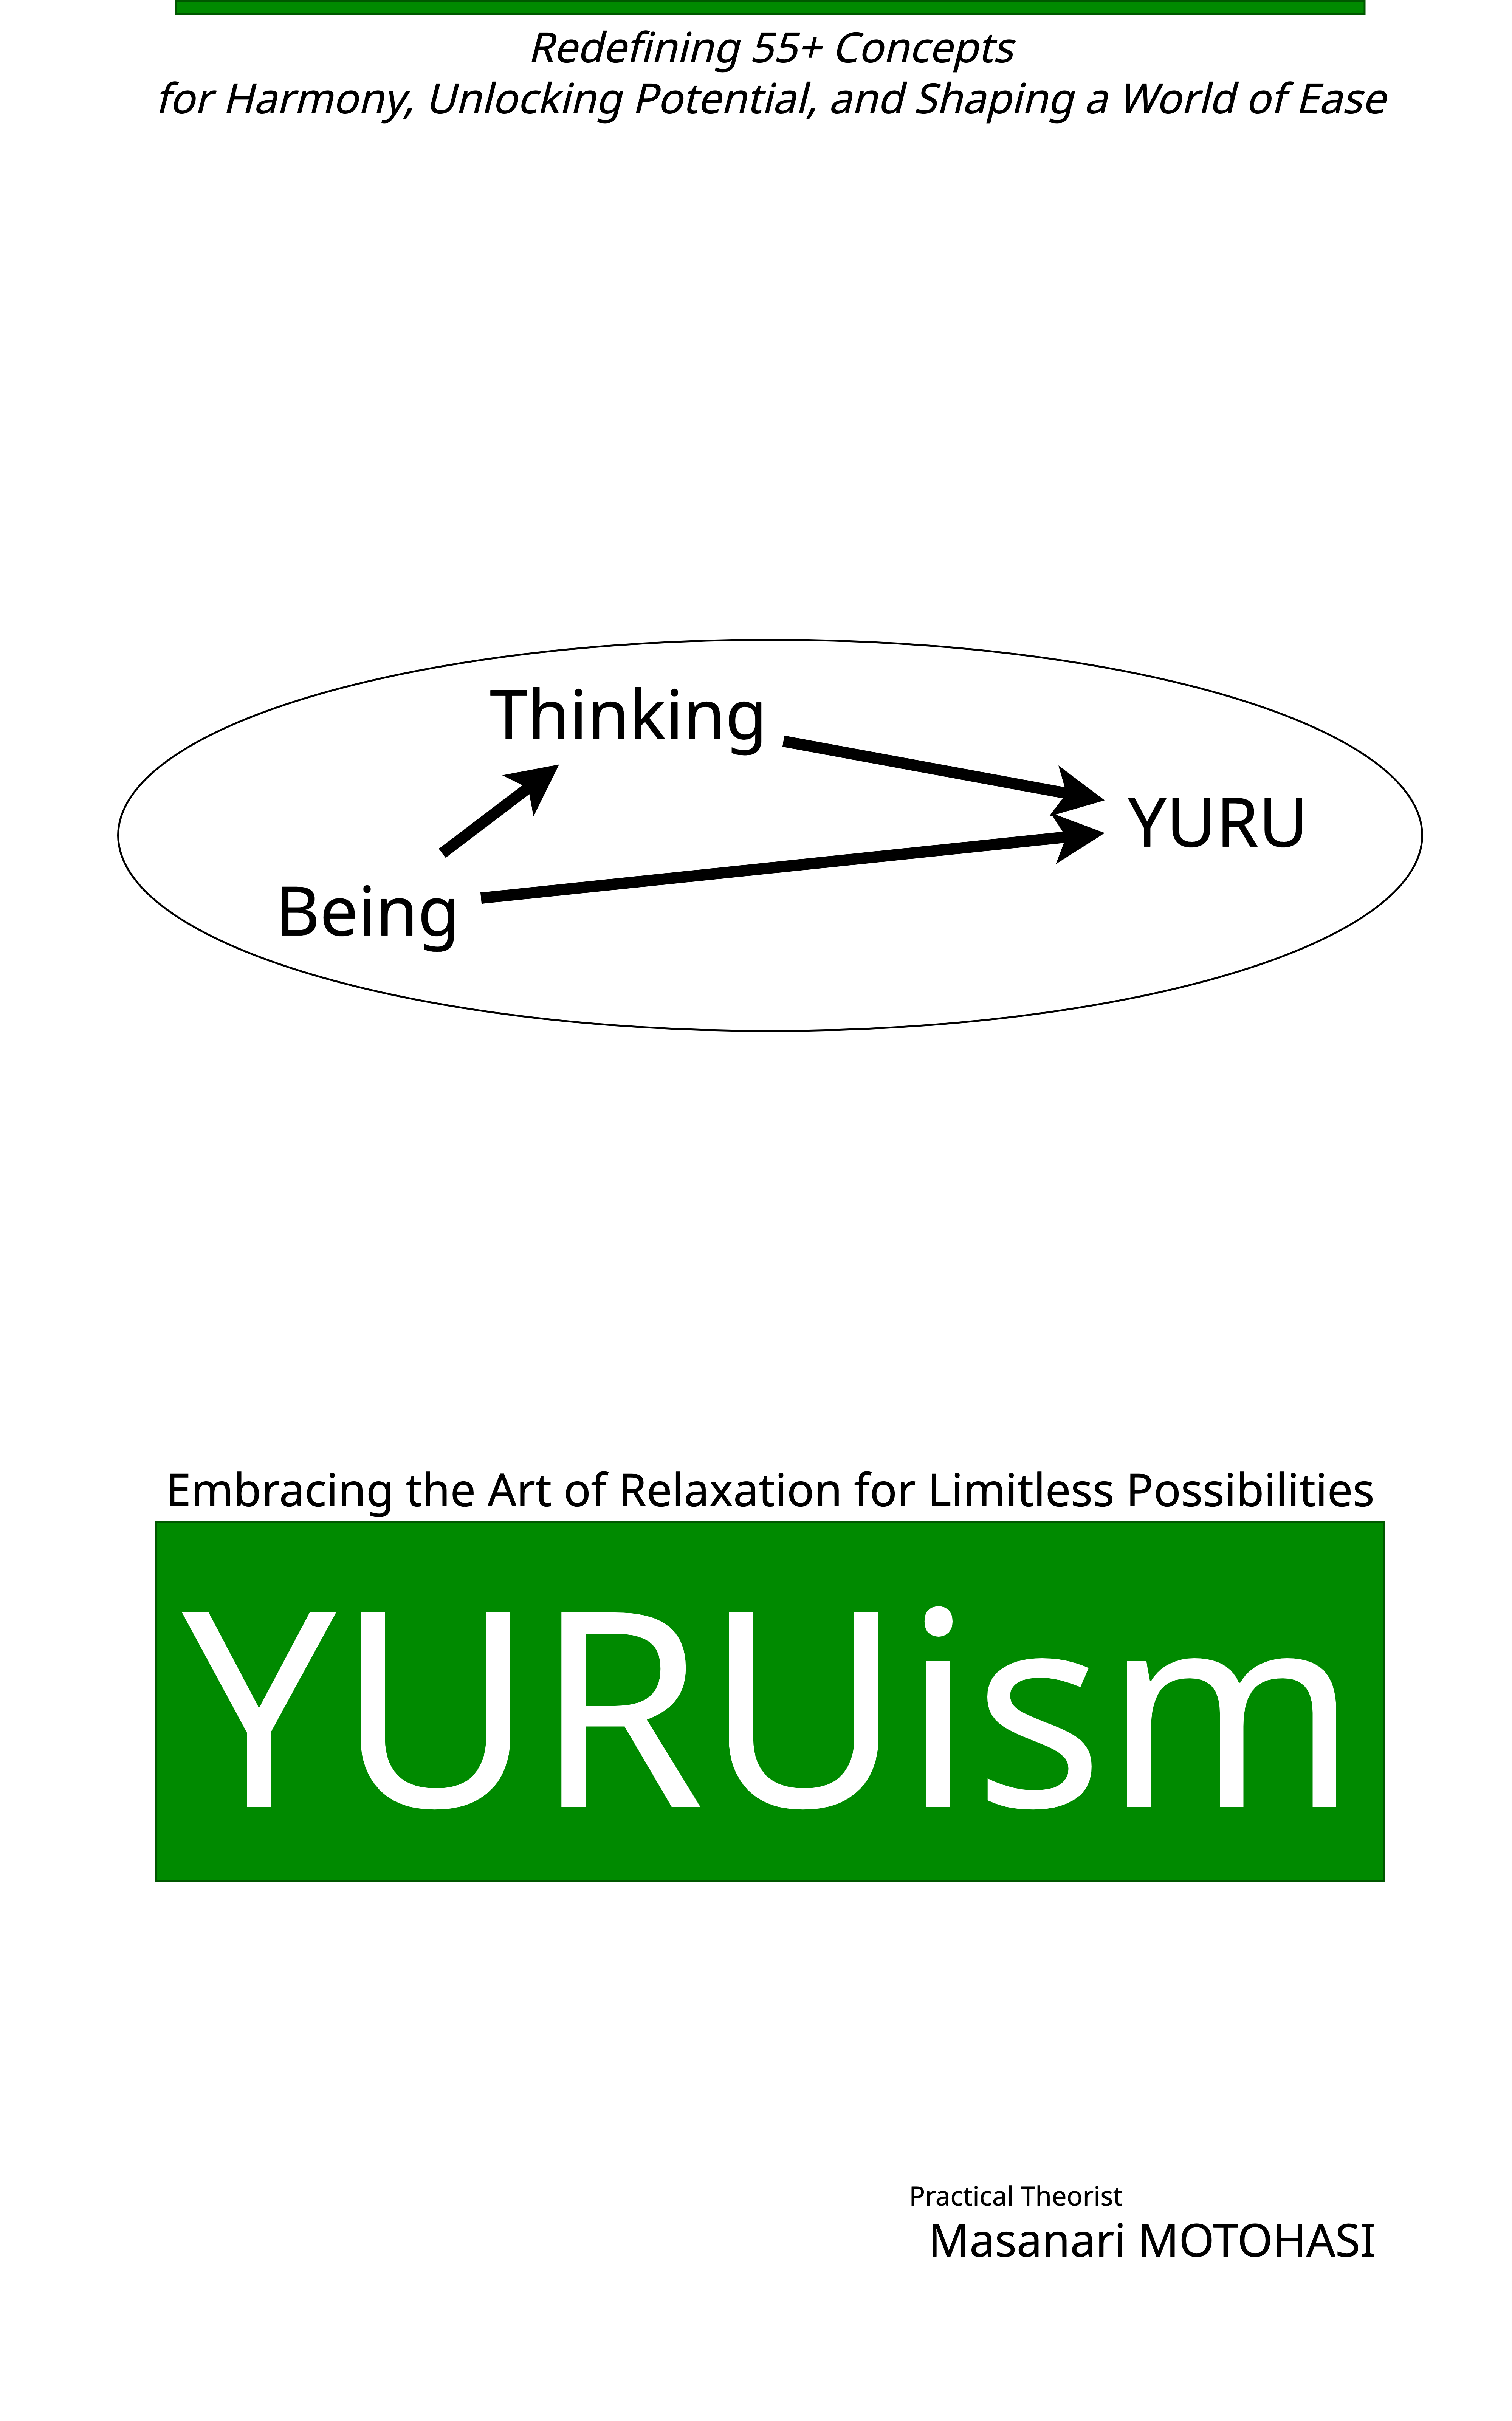 Redefining 55+ Concepts
for Harmony, Unlocking Potential, and Shaping a World of Ease
Thinking
YURU
Being
Embracing the Art of Relaxation for Limitless Possibilities
YURUism
Practical Theorist
Masanari MOTOHASI